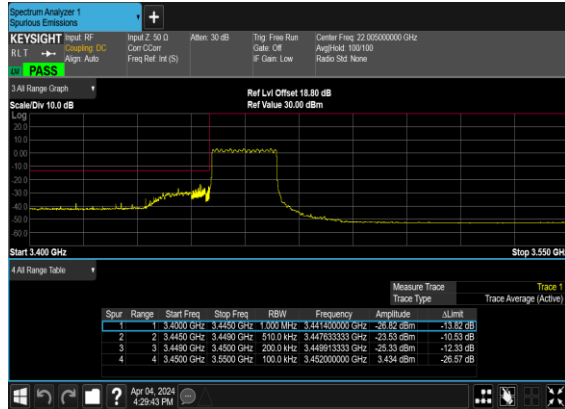 Spectrum Analyzer 1
Spurious Emissions
+
KEYSIGHT Input: RF Input Z: 50 Ω Atten: 30 dB Trig: Free Run Center Freq: 22.005000000 GHz
RLT Coupling: DC Corr CCorr Gate: Off Avg|Hold: 100/100
Align: Auto Freq Ref: Int (S) IF Gain: Low Radio Std: None
LV PASS
3 All Range Graph Ref Lvl Offset 18.80 dB
Scale/Div 10.0 dB Ref Value 30.00 dBm
Log
20.0
10.0
0.00
-10.0
-20.0
-30.0
-40.0
-50.0
-60.0
Start 3.400 GHz Stop 3.550 GHz
4 All Range Table
Measure Trace Trace 1
Trace Type Trace Average (Active)
Spur Range Start Freq Stop Freq RBW Frequency Amplitude ΔLimit
1 1 3.4000 GHz 3.4450 GHz 1.000 MHz 3.441400000 GHz -26.82 dBm -13.82 dB
2 2 3.4450 GHz 3.4490 GHz 510.0 kHz 3.447633333 GHz -23.53 dBm -10.53 dB
3 3 3.4490 GHz 3.4500 GHz 200.0 kHz 3.449913333 GHz -25.33 dBm -12.33 dB
4 4 3.4500 GHz 3.5500 GHz 100.0 kHz 3.452000000 GHz 3.434 dBm -26.57 dB
? Apr 04, 2024
4:29:43 PM